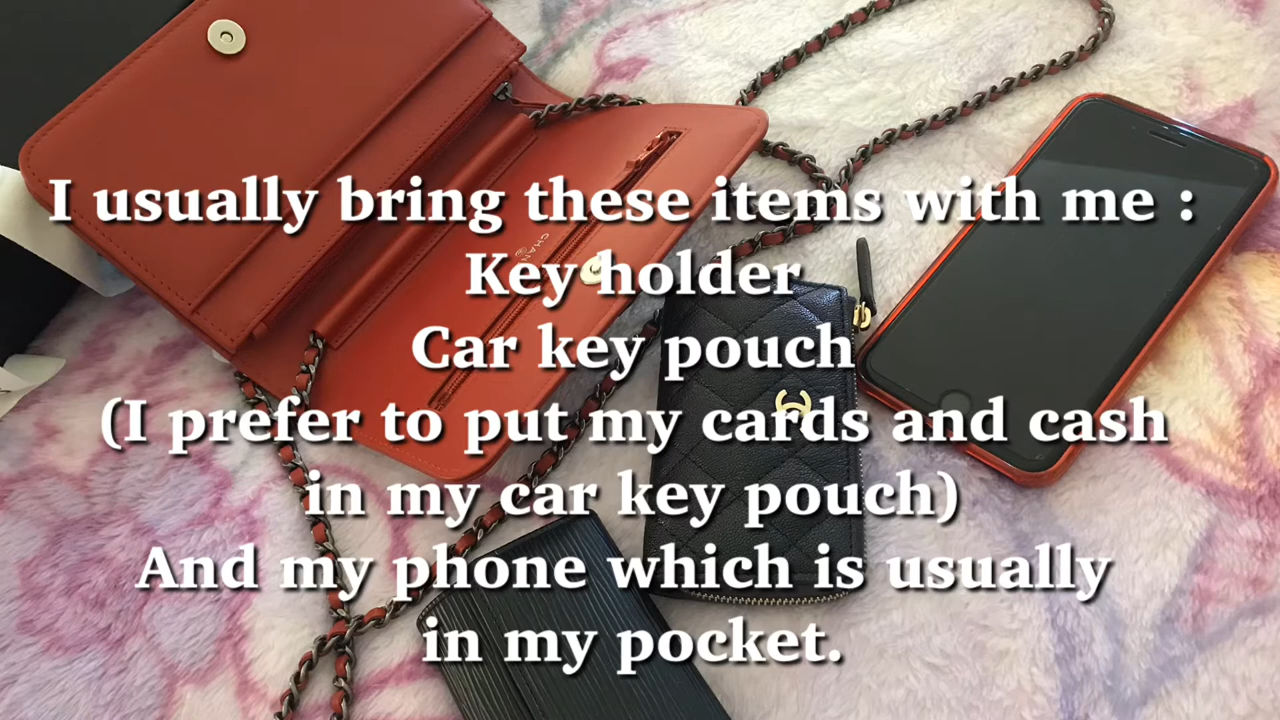 I usually bring these items with me :
Key holder
Car key pouch
(I prefer to put my cards and cash
in my car key pouch)
And my phone which is usually
in my pocket.